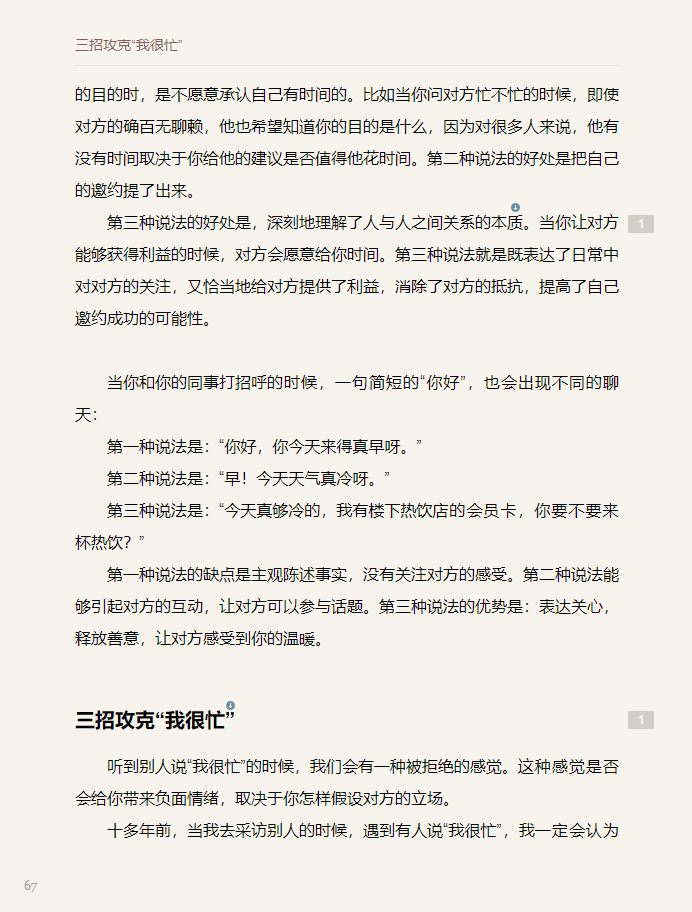 三招攻克“我很忙”
的目的时，是不愿意承认自己有时间的。比如当你问对方忙不忙的时候，即使
对方的确百无聊赖，他也希望知道你的目的是什么，因为对很多人来说，他有
没有时间取决于你给他的建议是否值得他花时间。第二种说法的好处是把自己
的邀约提了出来。
第三种说法的好处是，深刻地理解了人与人之间关系的本质。当你让对方
1
能够获得利益的时候，对方会愿意给你时间。第三种说法就是既表达了日常中
对对方的关注，又恰当地给对方提供了利益，消除了对方的抵抗，提高了自己
邀约成功的可能性。
当你和你的同事打招呼的时候，一句简短的“你好”，也会出现不同的聊
天：
第一种说法是：“你好，你今天来得真早呀。”
第二种说法是：“早！今天天气真冷呀。”
第三种说法是：“今天真够冷的，我有楼下热饮店的会员卡，你要不要来
杯热饮？”
第一种说法的缺点是主观陈述事实，没有关注对方的感受。第二种说法能
够引起对方的互动，让对方可以参与话题。第三种说法的优势是：表达关心，
释放善意，让对方感受到你的温暖。
三招攻克“我很忙”
1
听到别人说“我很忙”的时候，我们会有一种被拒绝的感觉。这种感觉是否
会给你带来负面情绪，取决于你怎样假设对方的立场。
十多年前，当我去采访别人的时候，遇到有人说“我很忙”，我一定会认为
67